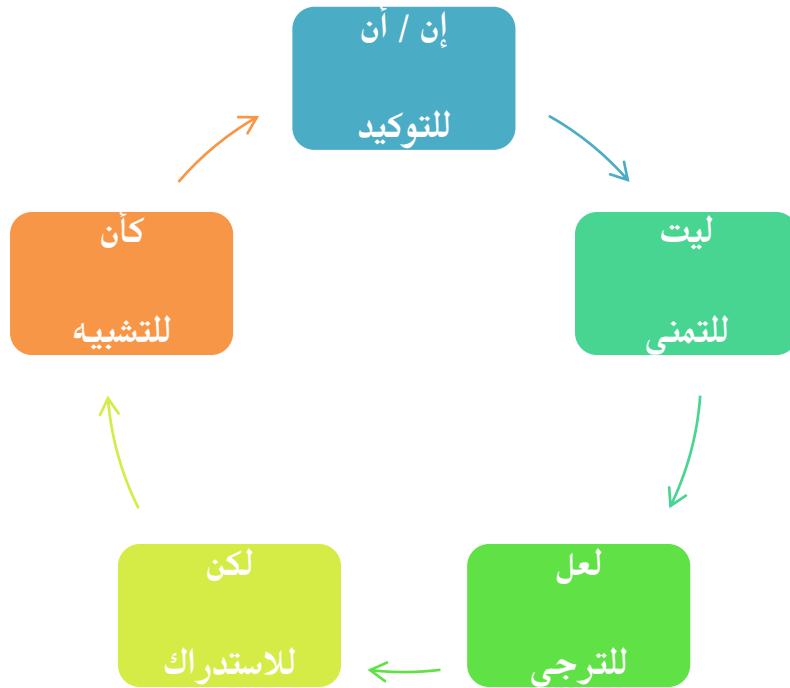 إن / أن
للتوكيد
ليت
للتمني
لعل
للترجي
لكن
للاستدراك
كأن
للتشبيه